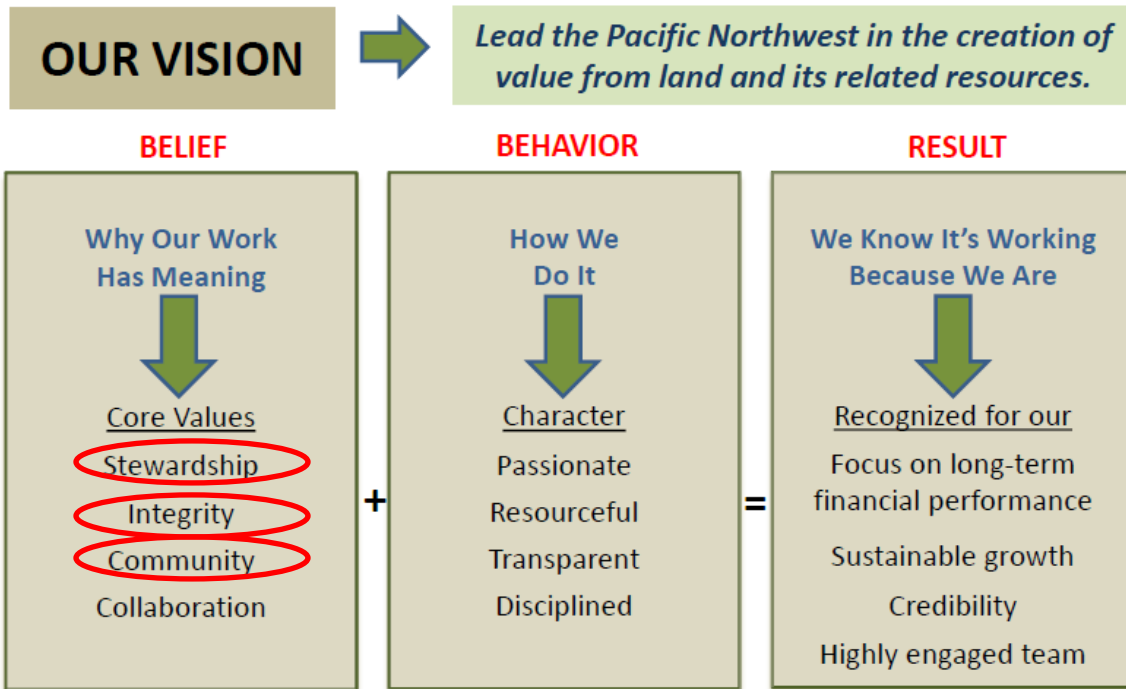 OUR VISION
Lead the Pacific Northwest in the creation of
value from land and its related resources.
BELIEF
Why Our Work
Has Meaning
Core Values
Stewardship
Integrity
Community
Collaboration
+
BEHAVIOR
How We
Do It
Character
Passionate
Resourceful
Transparent
Disciplined
=
RESULT
We Know It's Working
Because We Are
Recognized for our
Focus on long-term
financial performance
Sustainable growth
Credibility
Highly engaged team